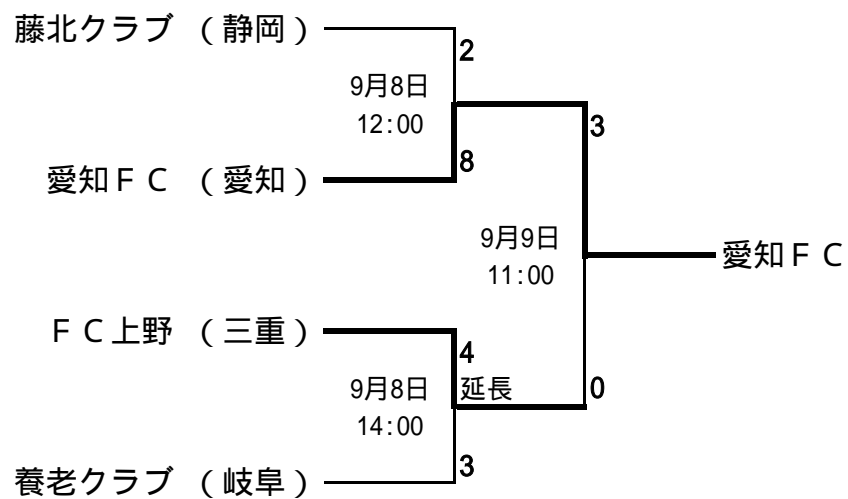 藤北クラブ （静岡）
2
9月8日
12:00
3
8
愛知ＦＣ （愛知）
9月9日
11:00
愛知ＦＣ
ＦＣ上野 （三重）
4
9月8日
延長
0
14:00
3
養老クラブ （岐阜）